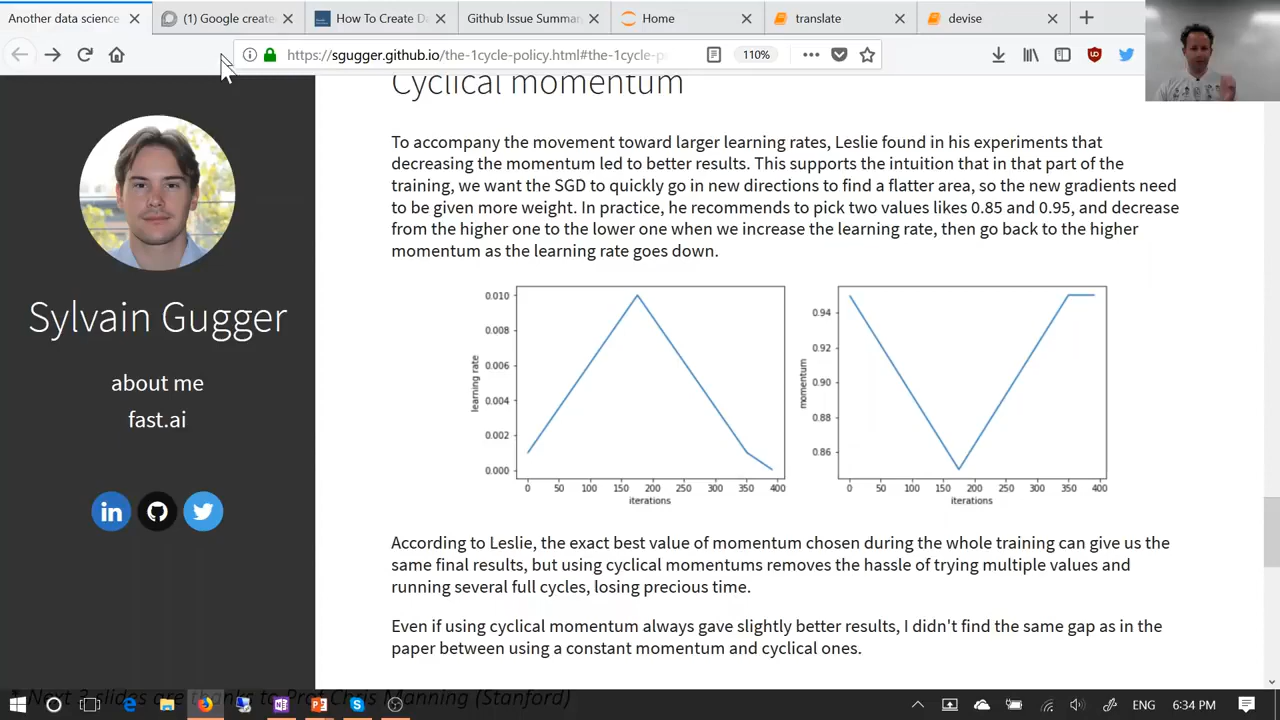 Another data science
(1) Google create
How To Create D
Github Issue Summa
Home
translate
devise
https://sgugger.github.io/the-1cycle-policy.html#the-1cycle-p
110%
Cyclical momentum
To accompany the movement toward larger learning rates, Leslie found in his experiments that
decreasing the momentum led to better results. This supports the intuition that in that part of the
training, we want the SGD to quickly go in new directions to find a flatter area, so the new gradients need
to be given more weight. In practice, he recommends to pick two values likes 0.85 and 0.95, and decrease
from the higher one to the lower one when we increase the learning rate, then go back to the higher
momentum as the learning rate goes down.
Sylvain Gugger
about me
fast.ai
in
learning rate
0.010
0.008
0.006
0.004
0.002
0.000
0 50 100 150 200 250 300 350 400
iterations
momentum
0.94
0.92
0.90
0.88
0.86
0 50 100 150 200 250 300 350 400
iterations
According to Leslie, the exact best value of momentum chosen during the whole training can give us the
same final results, but using cyclical momentums removes the hassle of trying multiple values and
running several full cycles, losing precious time.
Even if using cyclical momentum always gave slightly better results, I didn't find the same gap as in the
paper between using a constant momentum and cyclical ones.
Next 2 slides are thanks to Prof Chris Manning (Stanford)
ENG
6:34 PM